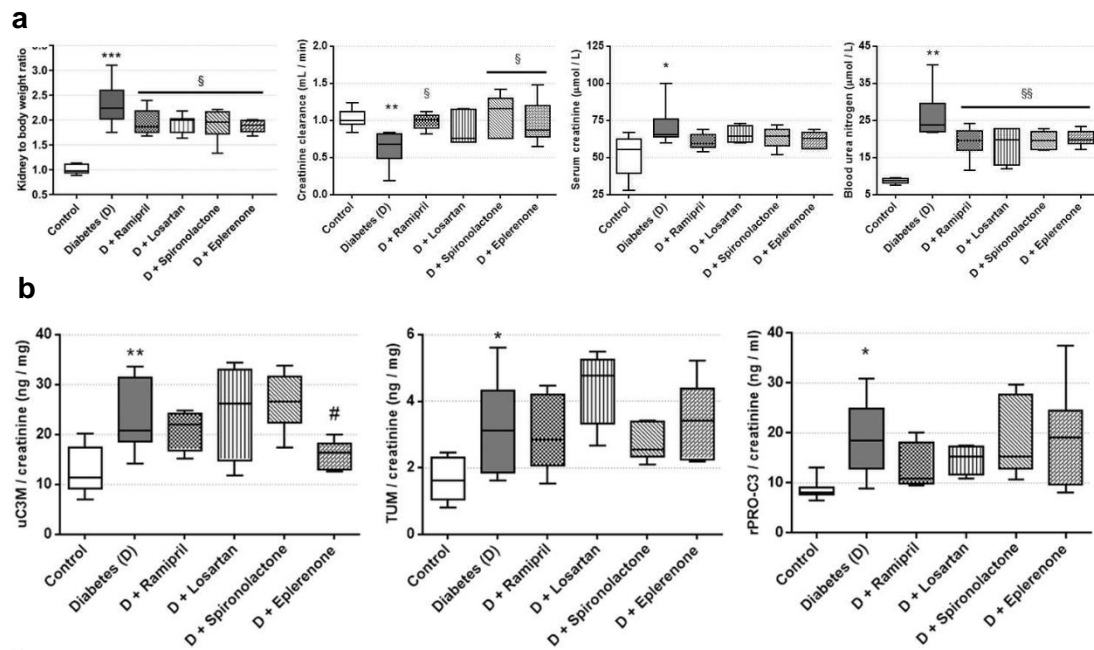 a
Kidney to body weight ratio
3.0
2.5
2.0
1.5
1.0
0.5
***
§
Control
Diabetes (D)
D + Ramipril
D + Losartan
D + Spironolactone
D + Eplerenone
Creatinine clearance (mL / min)
2.0
1.5
1.0
0.5
0.0
**
§
§
Control
Diabetes (D)
D + Ramipril
D + Losartan
D + Spironolactone
D + Eplerenone
Serum creatinine (µmol / L)
125
100
75
50
25
*
Control
Diabetes (D)
D + Ramipril
D + Losartan
D + Spironolactone
D + Eplerenone
Blood urea nitrogen (µmol / L)
45
35
25
15
5
**
§§
Control
Diabetes (D)
D + Ramipril
D + Losartan
D + Spironolactone
D + Eplerenone
b
uC3M / creatinine (ng / mg)
40
30
20
10
0
**
#
Control
Diabetes (D)
D + Ramipril
D + Losartan
D + Spironolactone
D + Eplerenone
TUM / creatinine (ng / mg)
6
4
2
0
*
Control
Diabetes (D)
D + Ramipril
D + Losartan
D + Spironolactone
D + Eplerenone
rPRO-C3 / creatinine (ng / ml)
40
30
20
10
0
*
Control
Diabetes (D)
D + Ramipril
D + Losartan
D + Spironolactone
D + Eplerenone